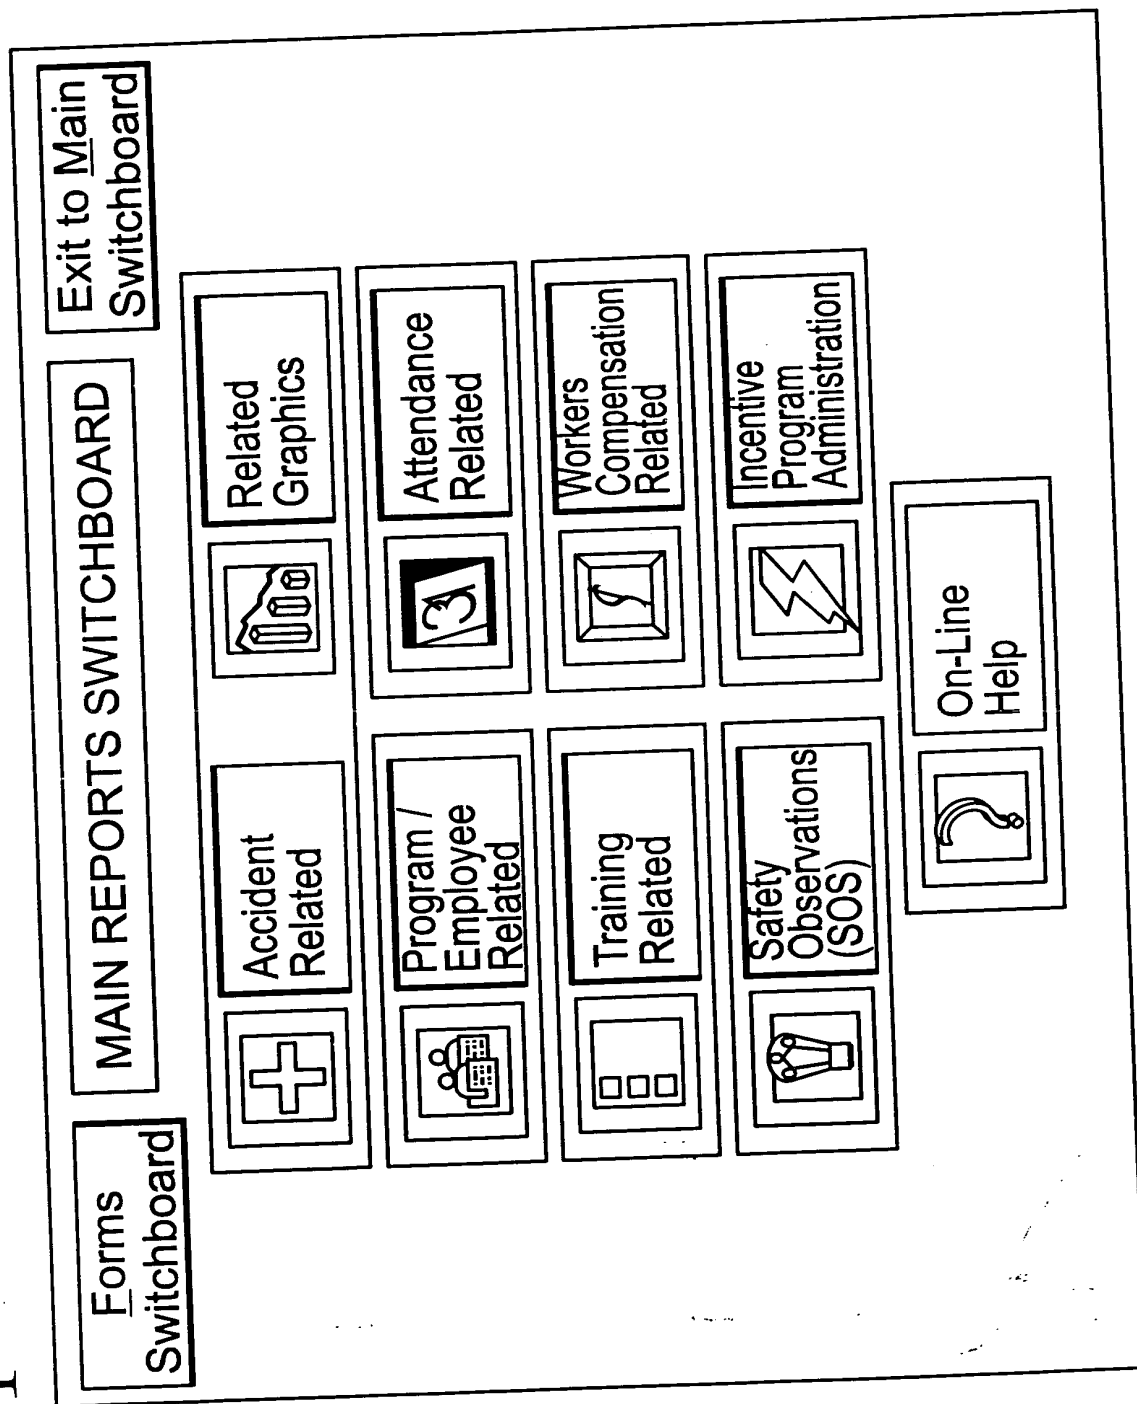 Forms
Switchboard
MAIN REPORTS SWITCHBOARD
Exit to Main
Switchboard
Accident
Related
Related
Graphics
Program /
Employee
Related
3
Attendance
Related
Training
Related
Workers
Compensation
Related
Safety
Observations
(SOS)
Incentive
Program
Administration
?
On-Line
Help